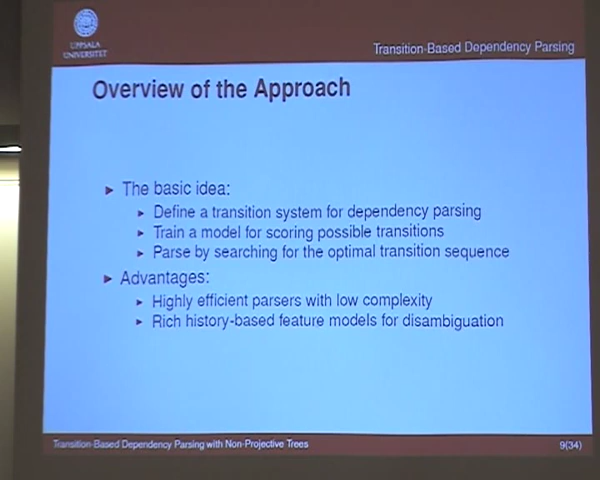 UPPSALA
UNIVERSITET
Transition-Based Dependency Parsing
Overview of the Approach
The basic idea:
Define a transition system for dependency parsing
Train a model for scoring possible transitions
Parse by searching for the optimal transition sequence
Advantages:
Highly efficient parsers with low complexity
Rich history-based feature models for disambiguation
Transition-Based Dependency Parsing with Non-Projective Trees
9(34)